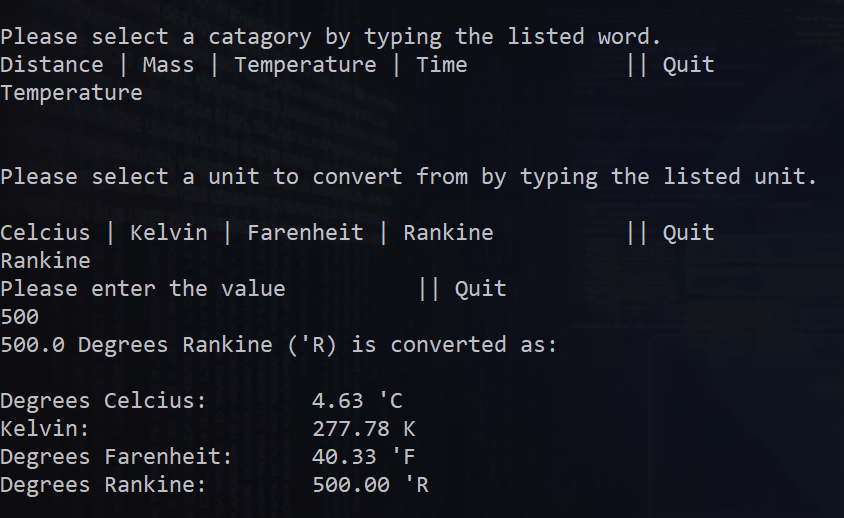 Please select a catagory by typing the listed word.
Distance | Mass | Temperature | Time || Quit
Temperature
Please select a unit to convert from by typing the listed unit.
Celcius | Kelvin | Farenheit | Rankine || Quit
Rankine
Please enter the value || Quit
500
500.0 Degrees Rankine ('R) is converted as:
Degrees Celcius: 4.63 'C
Kelvin: 277.78 K
Degrees Farenheit: 40.33 'F
Degrees Rankine: 500.00 'R